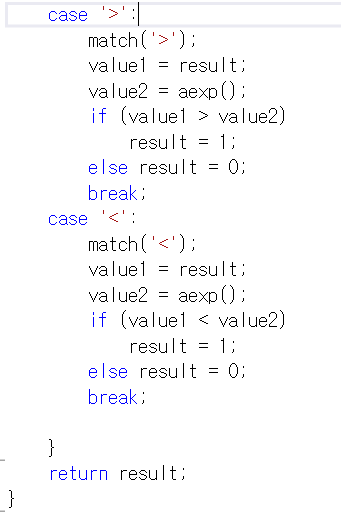 case '>':
match('>');
value1 = result;
value2 = aexp();
if (value1 > value2)
result = 1;
else result = 0;
break;
case '<':
match('<');
value1 = result;
value2 = aexp();
if (value1 < value2)
result = 1;
else result = 0;
break;
}
return result;
}